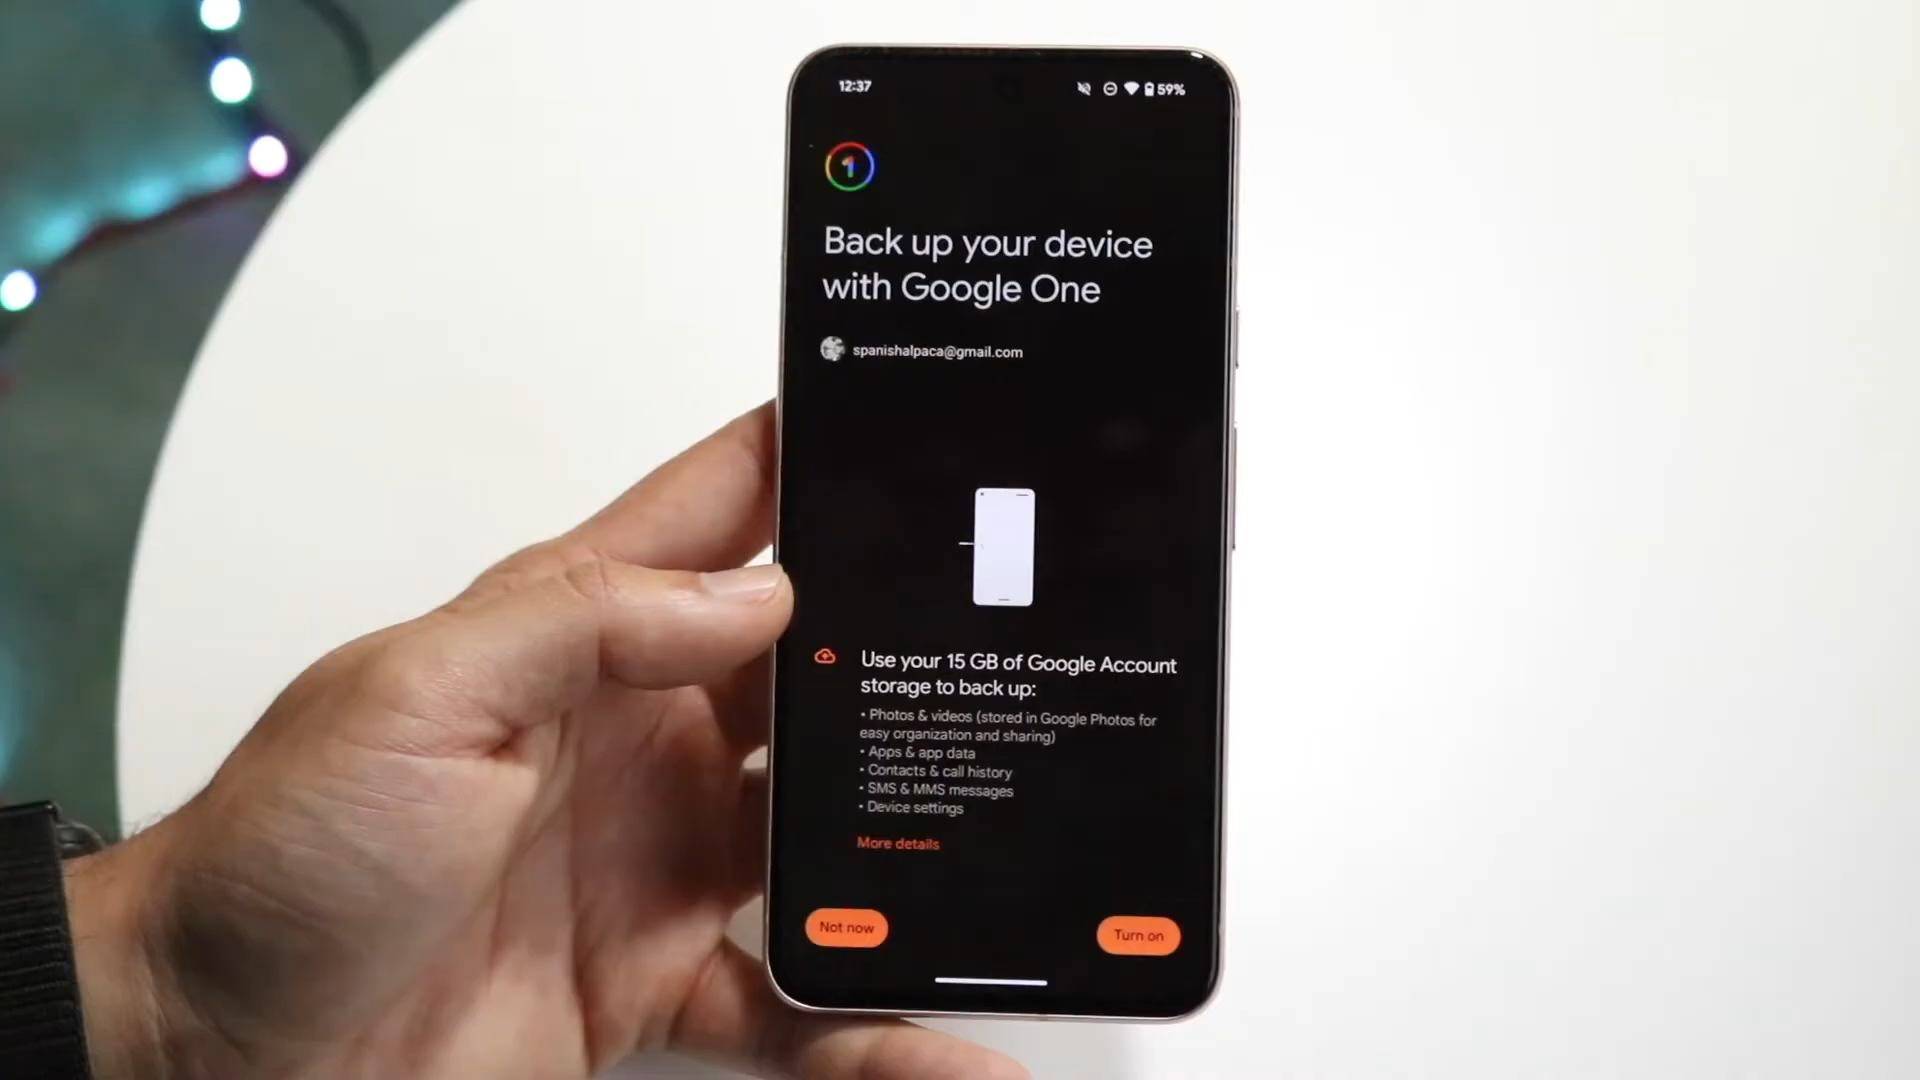 12:37
59%
1
Back up your device
with Google One
spanishalpaca@gmail.com
Use your 15 GB of Google Account
storage to back up:
• Photos & videos (stored in Google Photos for
easy organization and sharing)
• Apps & app data
• Contacts & call history
• SMS & MMS messages
• Device settings
More details
Not now
Turn on